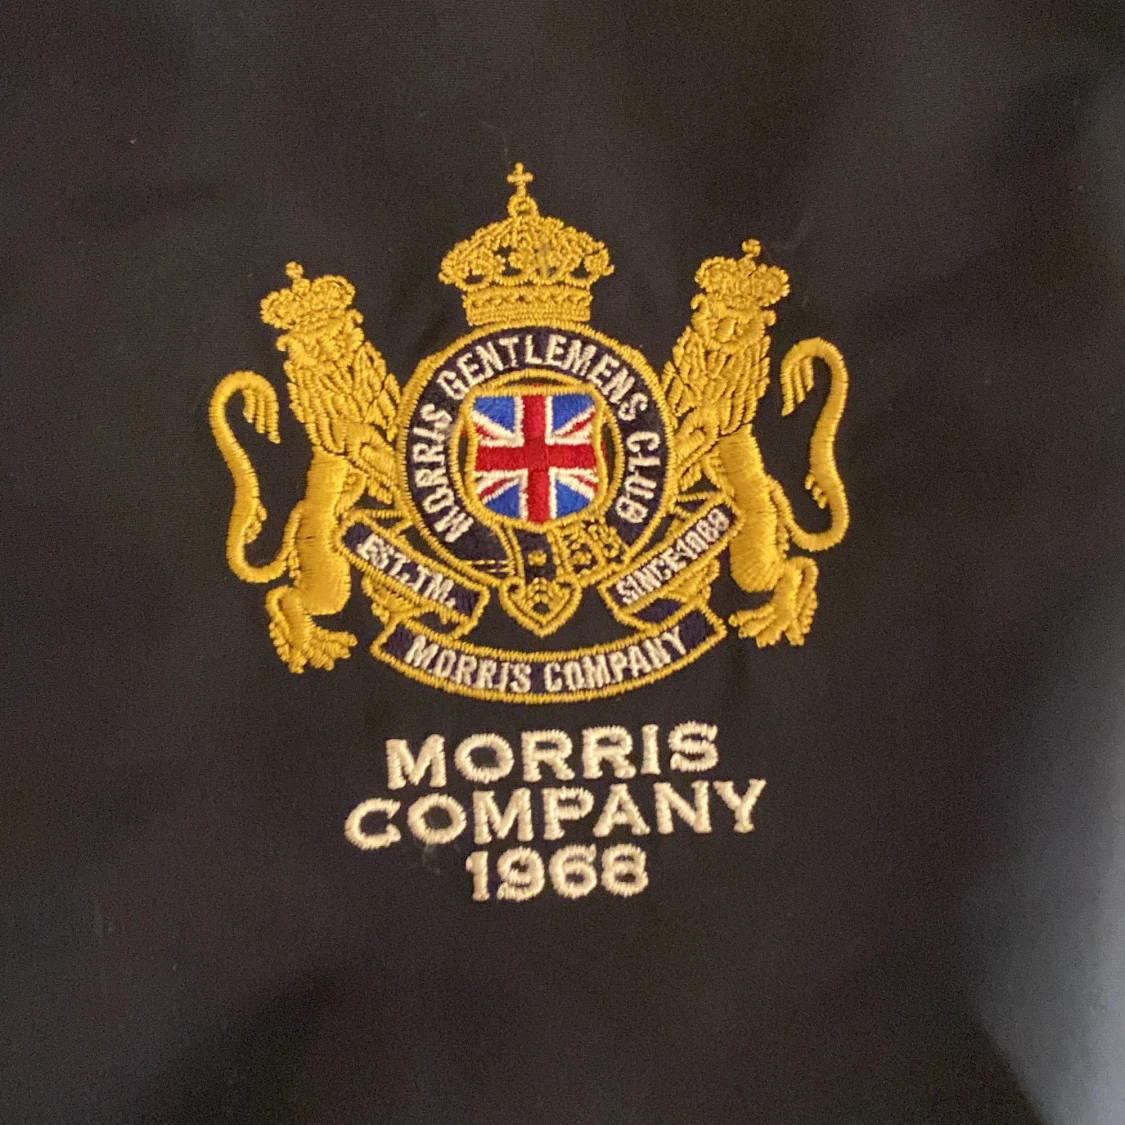 MORRIS GENTLEMENS CLUB
EST.TM.
SINCE1968
MORRIS COMPANY
MORRIS
COMPANY
1968